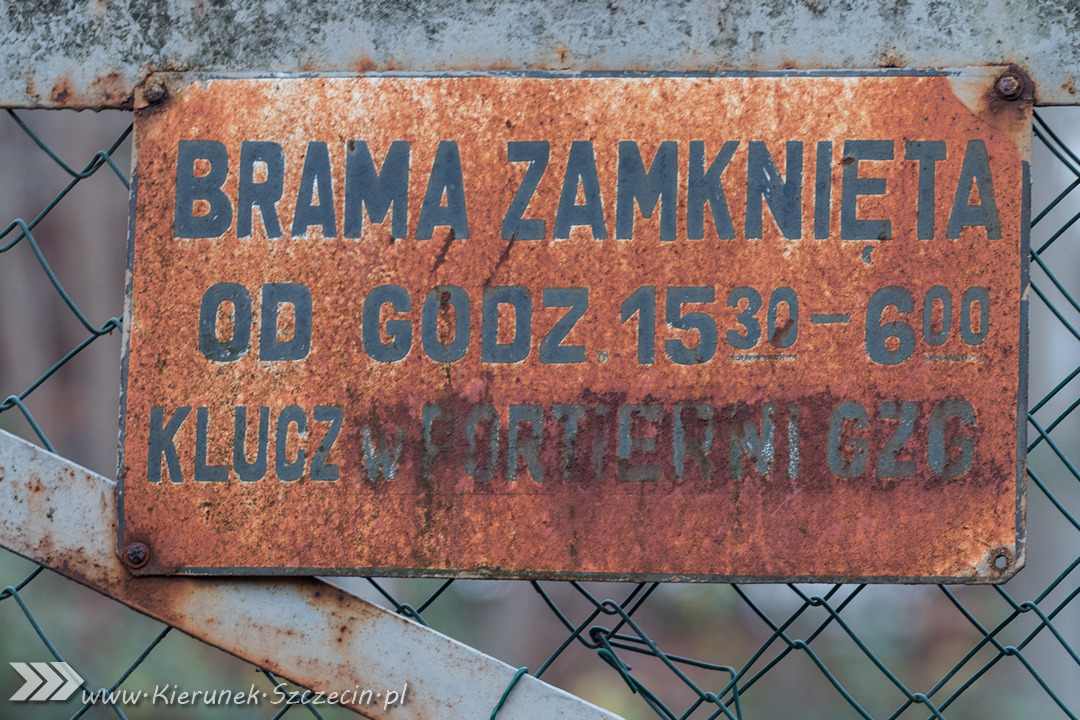 BRAMA ZAMKNIĘTA
OD GODZ. 15³⁰-6⁰⁰
KLUCZ W PORTIERNI GZG
www.Kierunek-Szczecin.pl